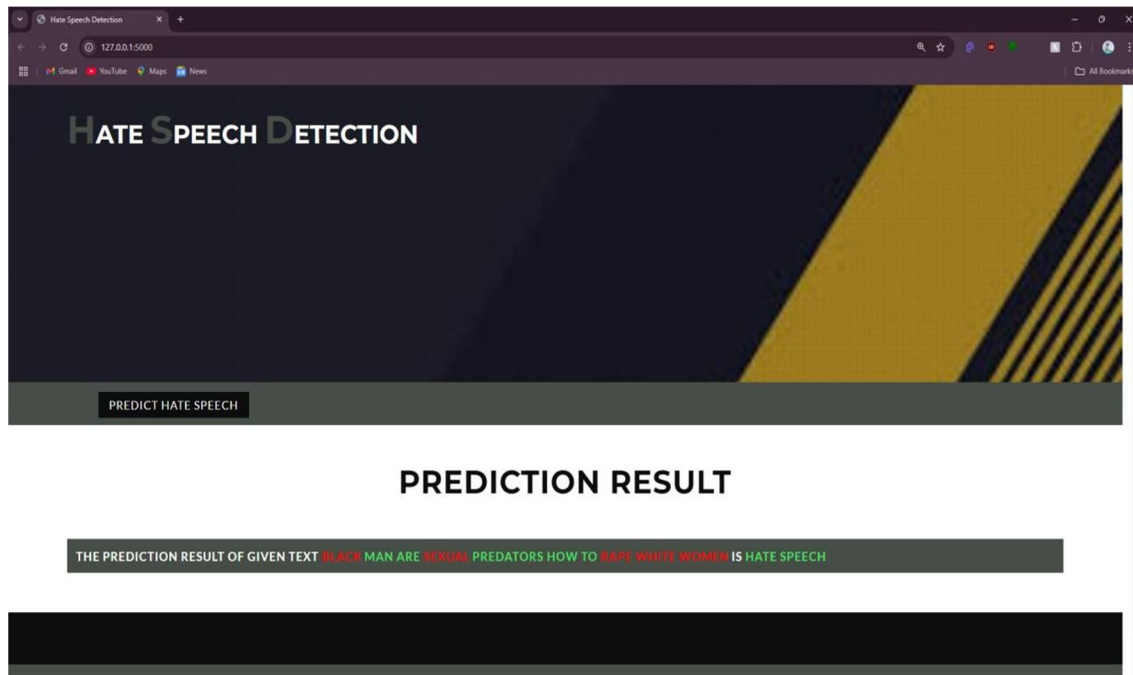 Hate Speech Detection
127.0.0.1:5000
Gmail YouTube Maps News All Bookmarks
HATE SPEECH DETECTION
PREDICT HATE SPEECH
PREDICTION RESULT
THE PREDICTION RESULT OF GIVEN TEXT BLACK MAN ARE SEXUAL PREDATORS HOW TO RAPE WHITE WOMEN IS HATE SPEECH